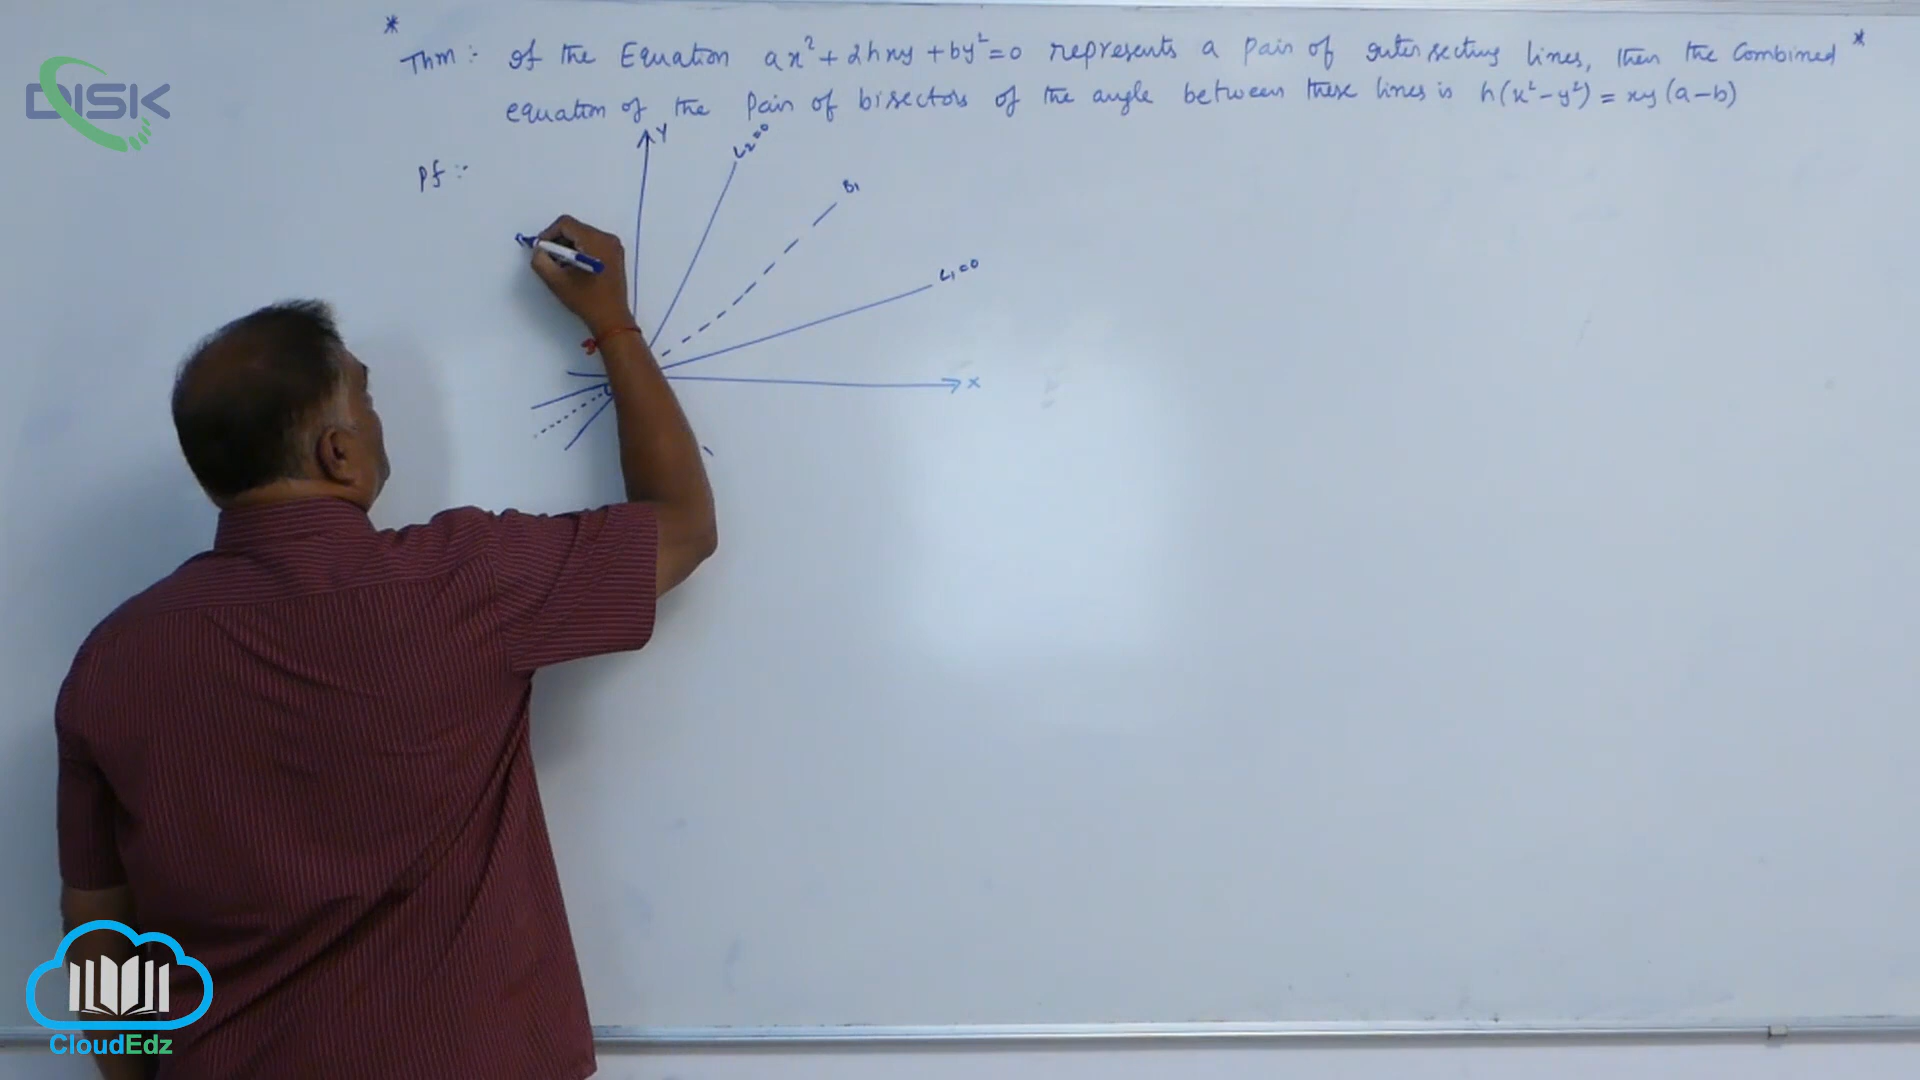 DISK
*
Thm :- If the Equation ax² + 2hxy + by² = 0 represents a pair of intersecting lines, then the Combined *
equation of the pair of bisectors of the angle between these lines is h(x² - y²) = xy (a - b)
Pf :-
Y
L₂=0
B₁
L₁=0
X
CloudEdz